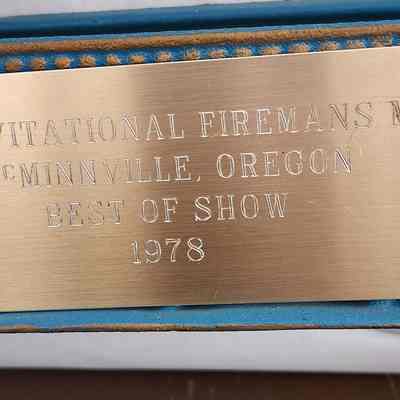 VITATIONAL FIREMANS M
cMINNVILLE, OREGON
BEST OF SHOW
1978